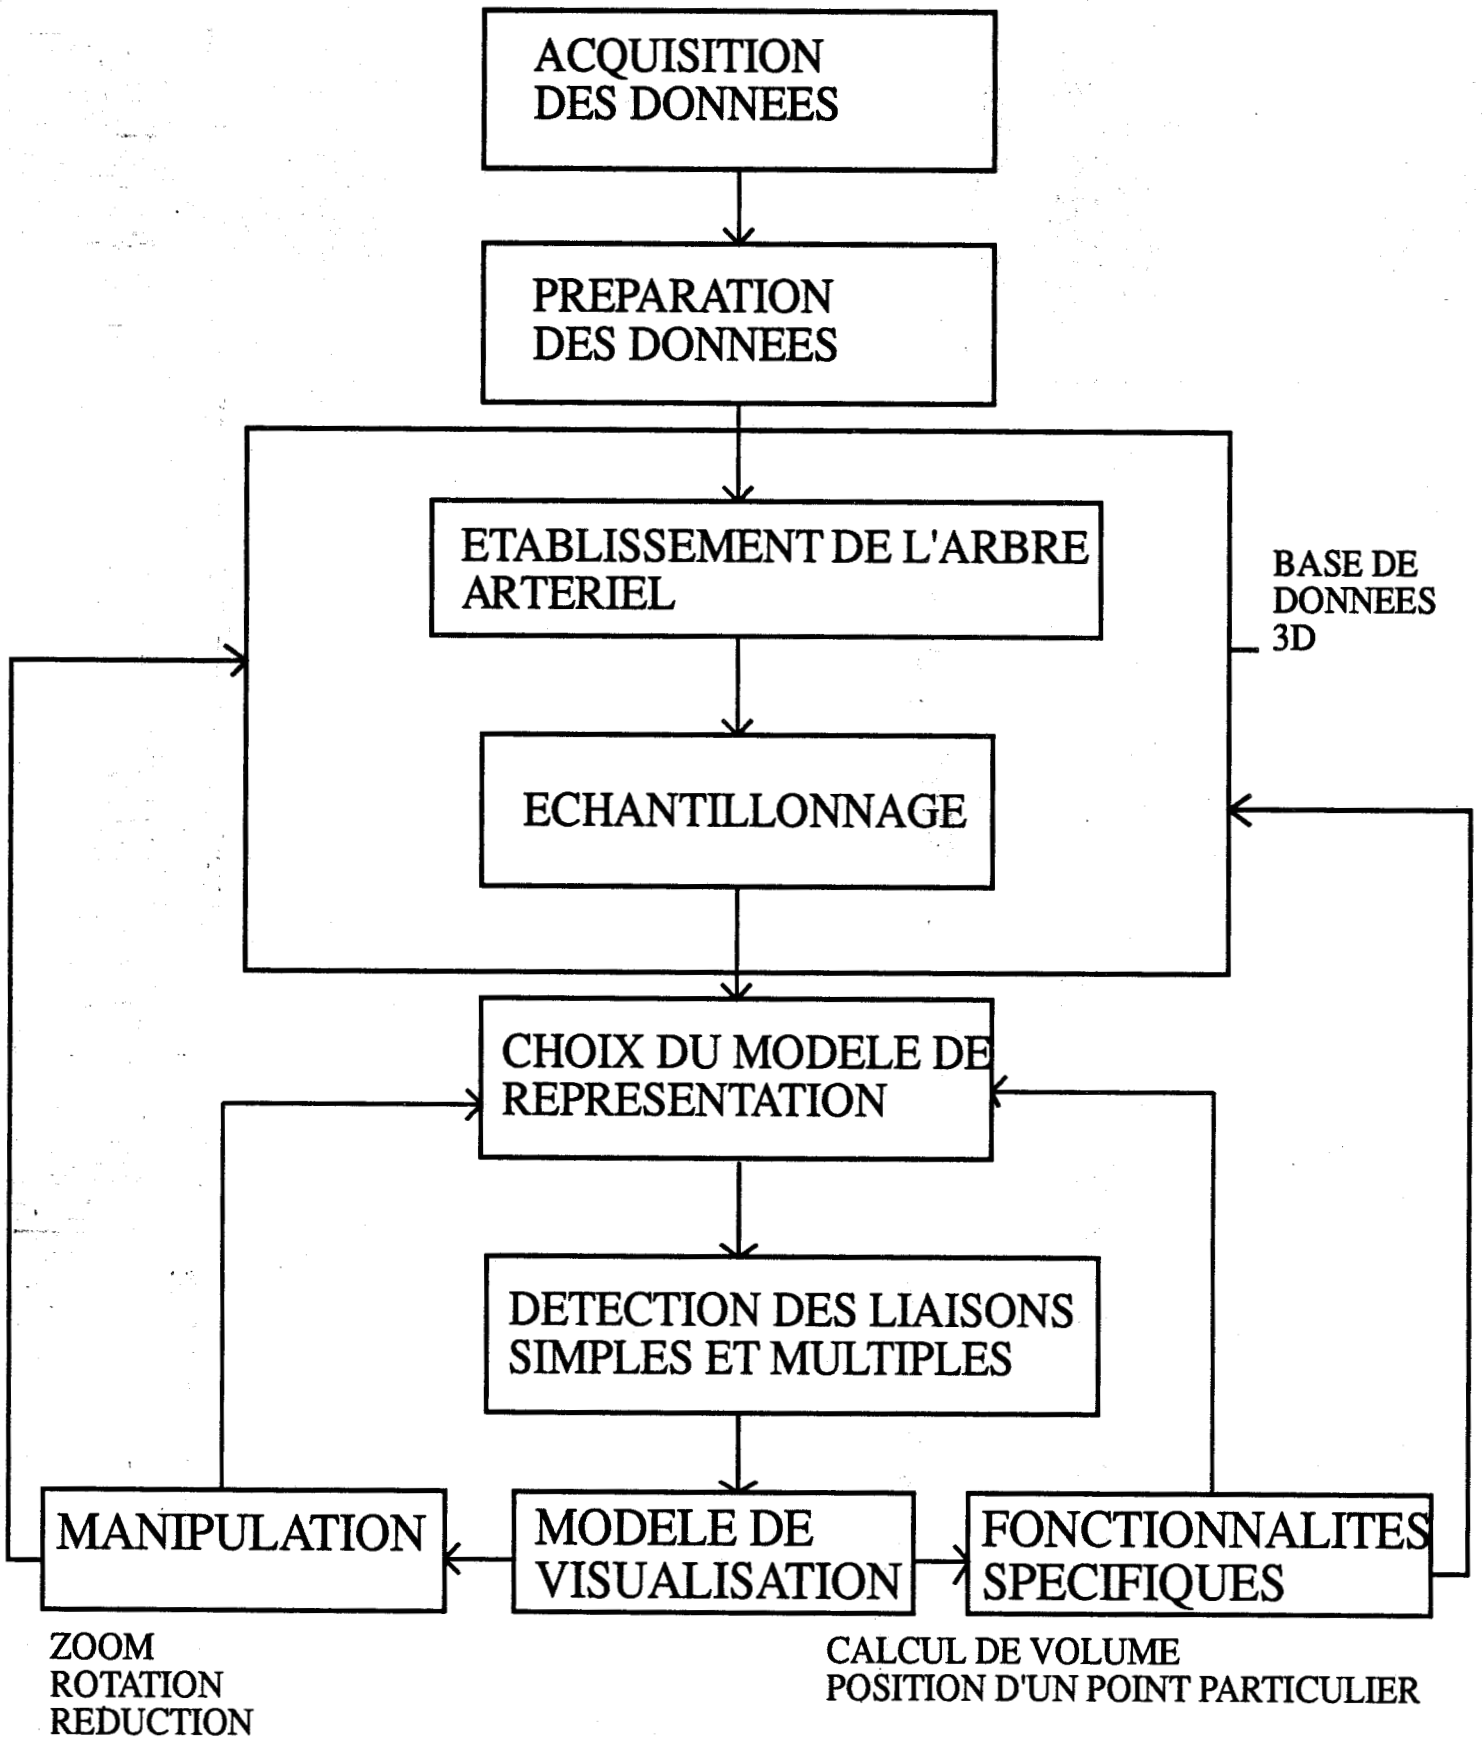 ACQUISITION
DES DONNEES
PREPARATION
DES DONNEES
ETABLISSEMENT DE L'ARBRE
ARTERIEL
BASE DE
DONNEES
3D
ECHANTILLONNAGE
CHOIX DU MODELE DE
REPRESENTATION
DETECTION DES LIAISONS
SIMPLES ET MULTIPLES
MANIPULATION
MODELE DE
VISUALISATION
FONCTIONNALITES
SPECIFIQUES
ZOOM
ROTATION
REDUCTION
CALCUL DE VOLUME
POSITION D'UN POINT PARTICULIER